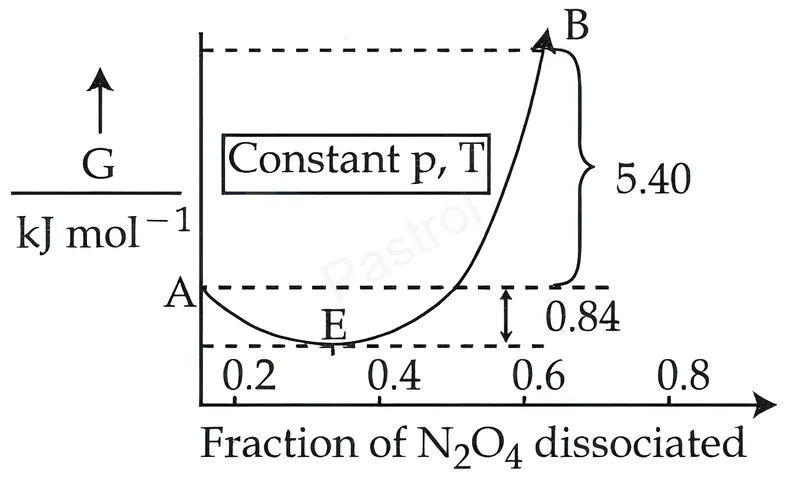 B
G
kJ mol⁻¹
Constant p, T
5.40
A
E
0.84
0.2 0.4 0.6 0.8
Fraction of N₂O₄ dissociated